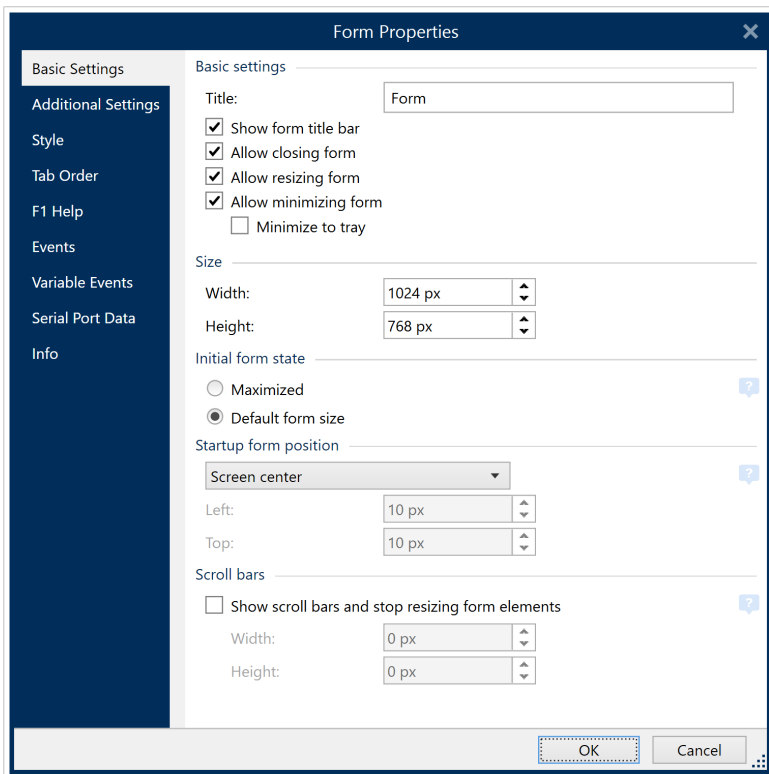 Form Properties
Basic Settings
Additional Settings
Style
Tab Order
F1 Help
Events
Variable Events
Serial Port Data
Info
Basic settings
Title: Form
Show form title bar
Allow closing form
Allow resizing form
Allow minimizing form
Minimize to tray
Size
Width: 1024 px
Height: 768 px
Initial form state
Maximized
?
Default form size
Startup form position
Screen center
?
Left: 10 px
Top: 10 px
Scroll bars
Show scroll bars and stop resizing form elements
?
Width: 0 px
Height: 0 px
OK Cancel